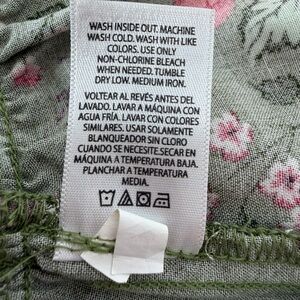 WASH INSIDE OUT. MACHINE
WASH COLD. WASH WITH LIKE
COLORS. USE ONLY
NON-CHLORINE BLEACH
WHEN NEEDED. TUMBLE
DRY LOW. MEDIUM IRON.
VOLTEAR AL REVÉS ANTES DEL
LAVADO. LAVAR A MÁQUINA CON
AGUA FRÍA. LAVAR CON COLORES
SIMILARES. USAR SOLAMENTE
BLANQUEADOR SIN CLORO
CUANDO SE NECESITE. SECAR EN
MÁQUINA A TEMPERATURA BAJA.
PLANCHAR A TEMPERATURA
MEDIA.